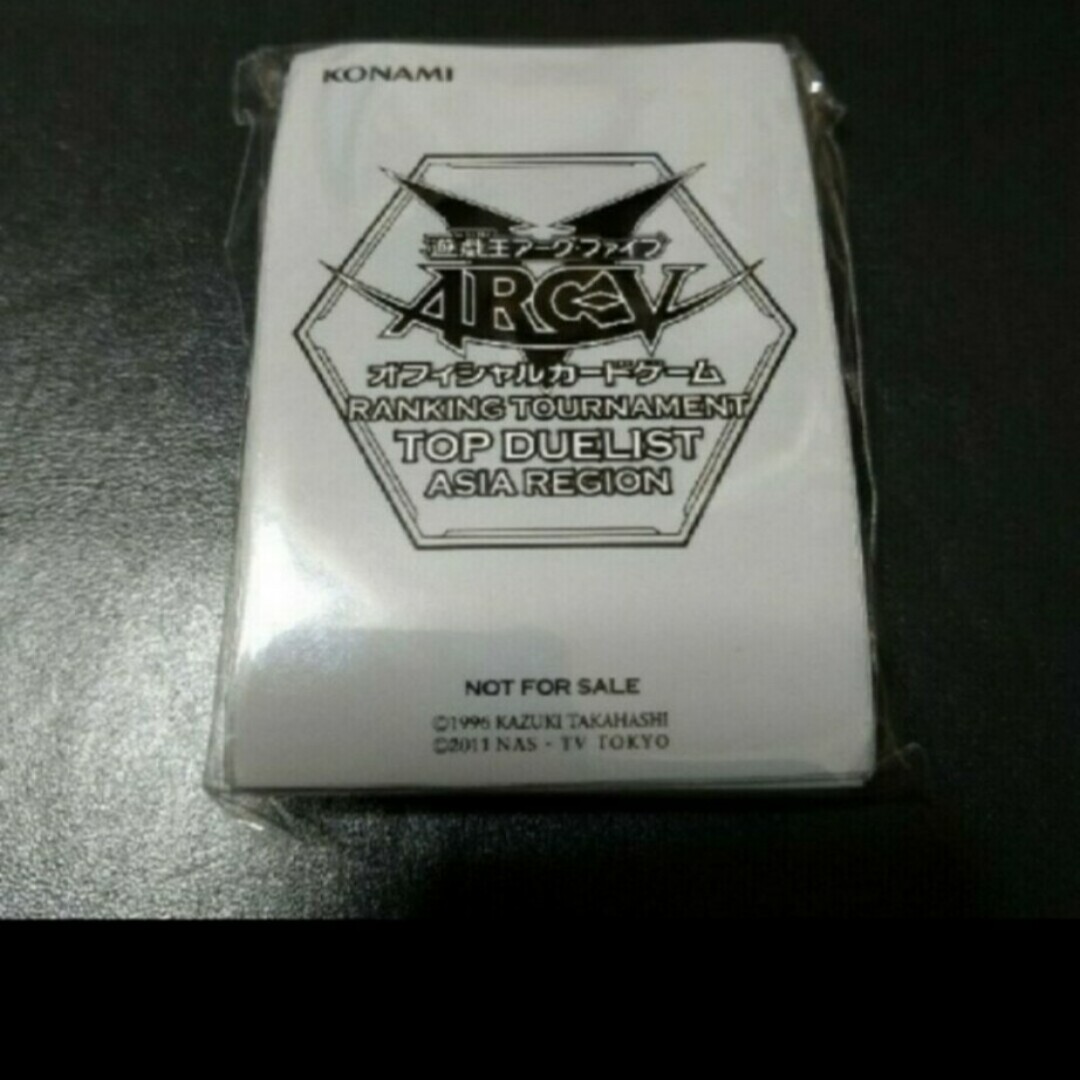 KONAMI
遊戯王アーク・ファイブ
ARC-V
オフィシャルカードゲーム
RANKING TOURNAMENT
TOP DUELIST
ASIA REGION
NOT FOR SALE
©1996 KAZUKI TAKAHASHI
©2011 NAS・TV TOKYO